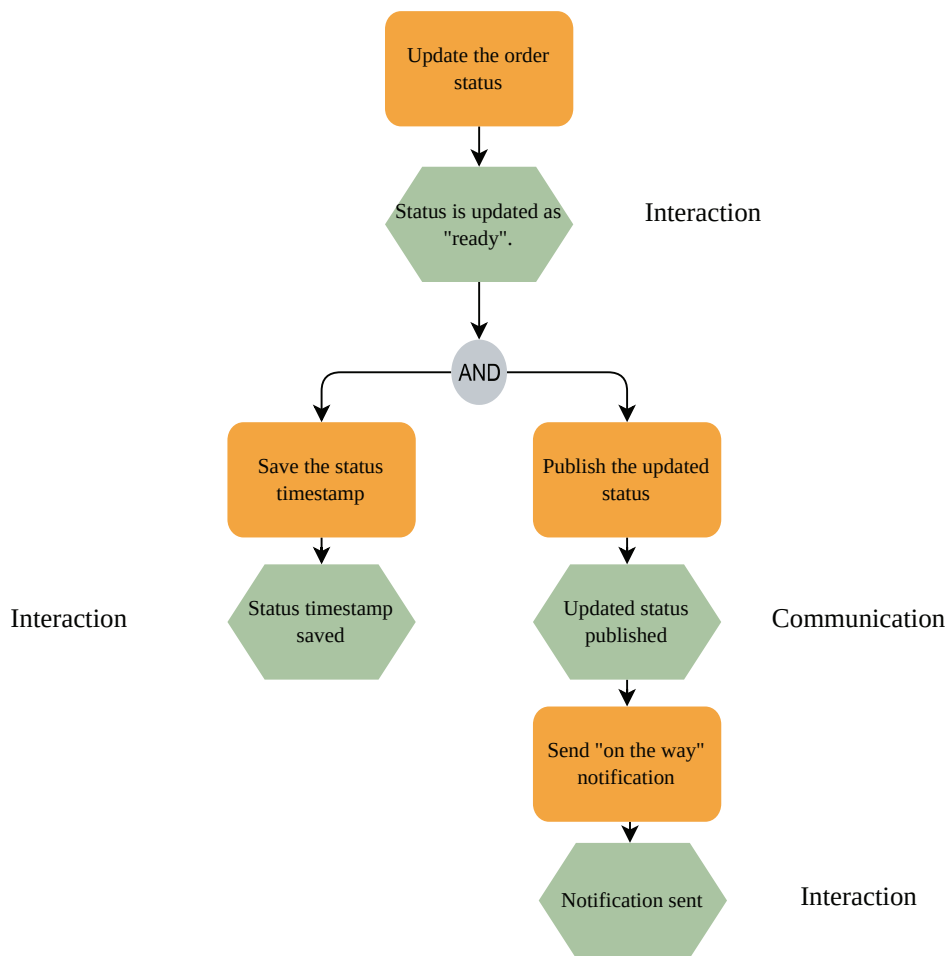 Update the order
status
Status is updated as
"ready".
Interaction
AND
Save the status
timestamp
Publish the updated
status
Interaction
Status timestamp
saved
Updated status
published
Communication
Send "on the way"
notification
Notification sent
Interaction